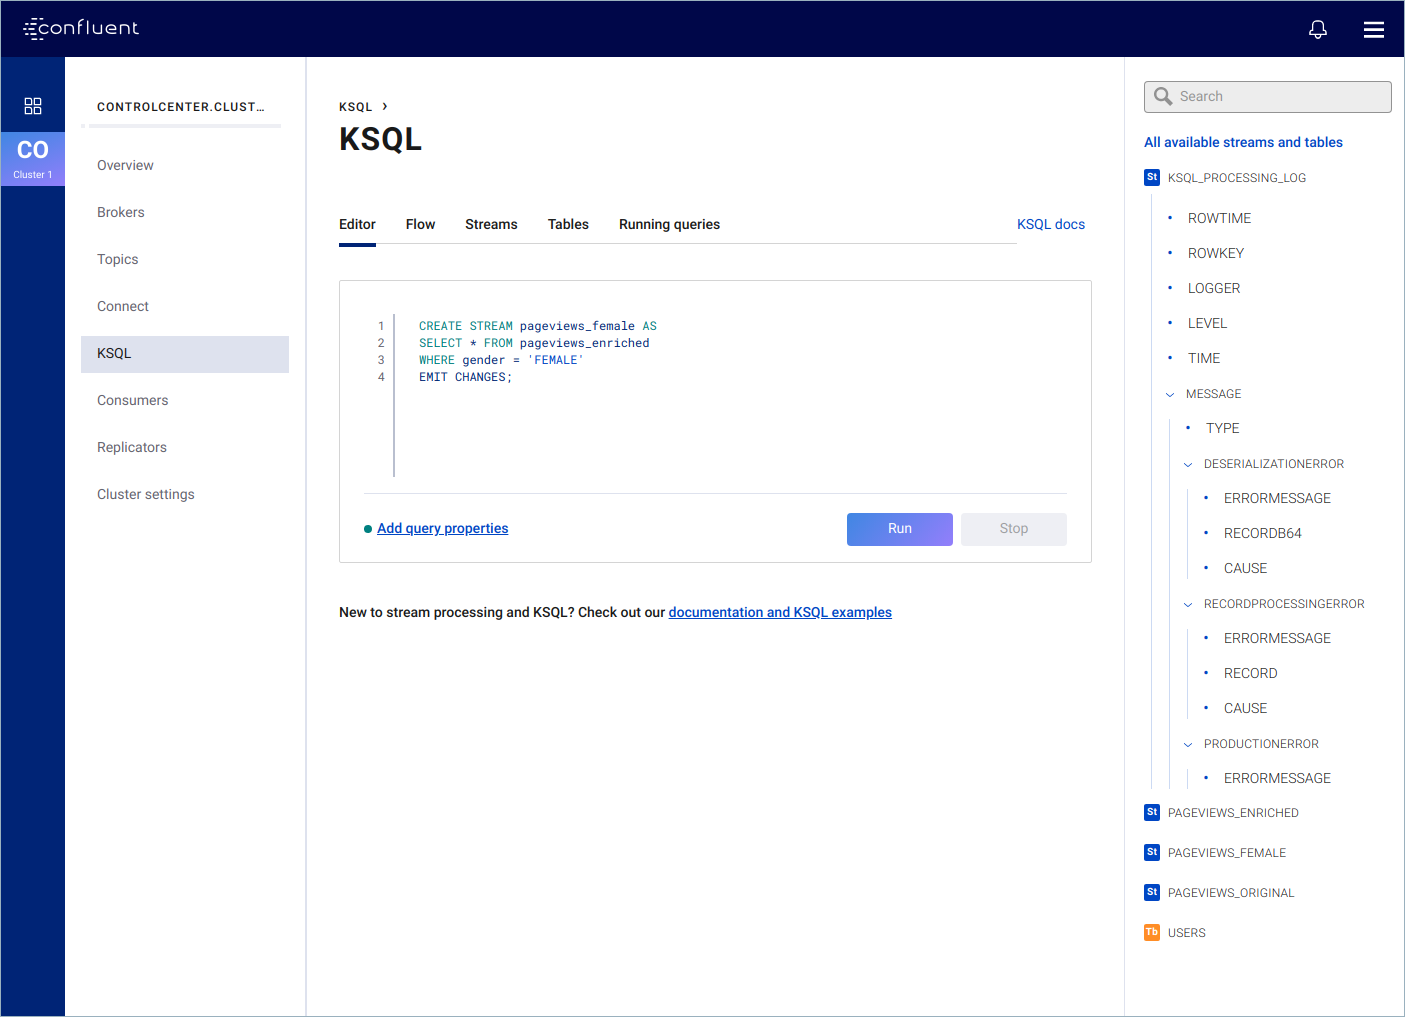 confluent
CO
Cluster 1
CONTROLCENTER.CLUST...
Overview
Brokers
Topics
Connect
KSQL
Consumers
Replicators
Cluster settings
KSQL >
KSQL
Editor Flow Streams Tables Running queries KSQL docs
1 CREATE STREAM pageviews_female AS
2 SELECT * FROM pageviews_enriched
3 WHERE gender = 'FEMALE'
4 EMIT CHANGES;
Add query properties
Run Stop
New to stream processing and KSQL? Check out our documentation and KSQL examples
Search
All available streams and tables
St KSQL_PROCESSING_LOG
• ROWTIME
• ROWKEY
• LOGGER
• LEVEL
• TIME
MESSAGE
• TYPE
DESERIALIZATIONERROR
• ERRORMESSAGE
• RECORDB64
• CAUSE
RECORDPROCESSINGERROR
• ERRORMESSAGE
• RECORD
• CAUSE
PRODUCTIONERROR
• ERRORMESSAGE
St PAGEVIEWS_ENRICHED
St PAGEVIEWS_FEMALE
St PAGEVIEWS_ORIGINAL
Tb USERS